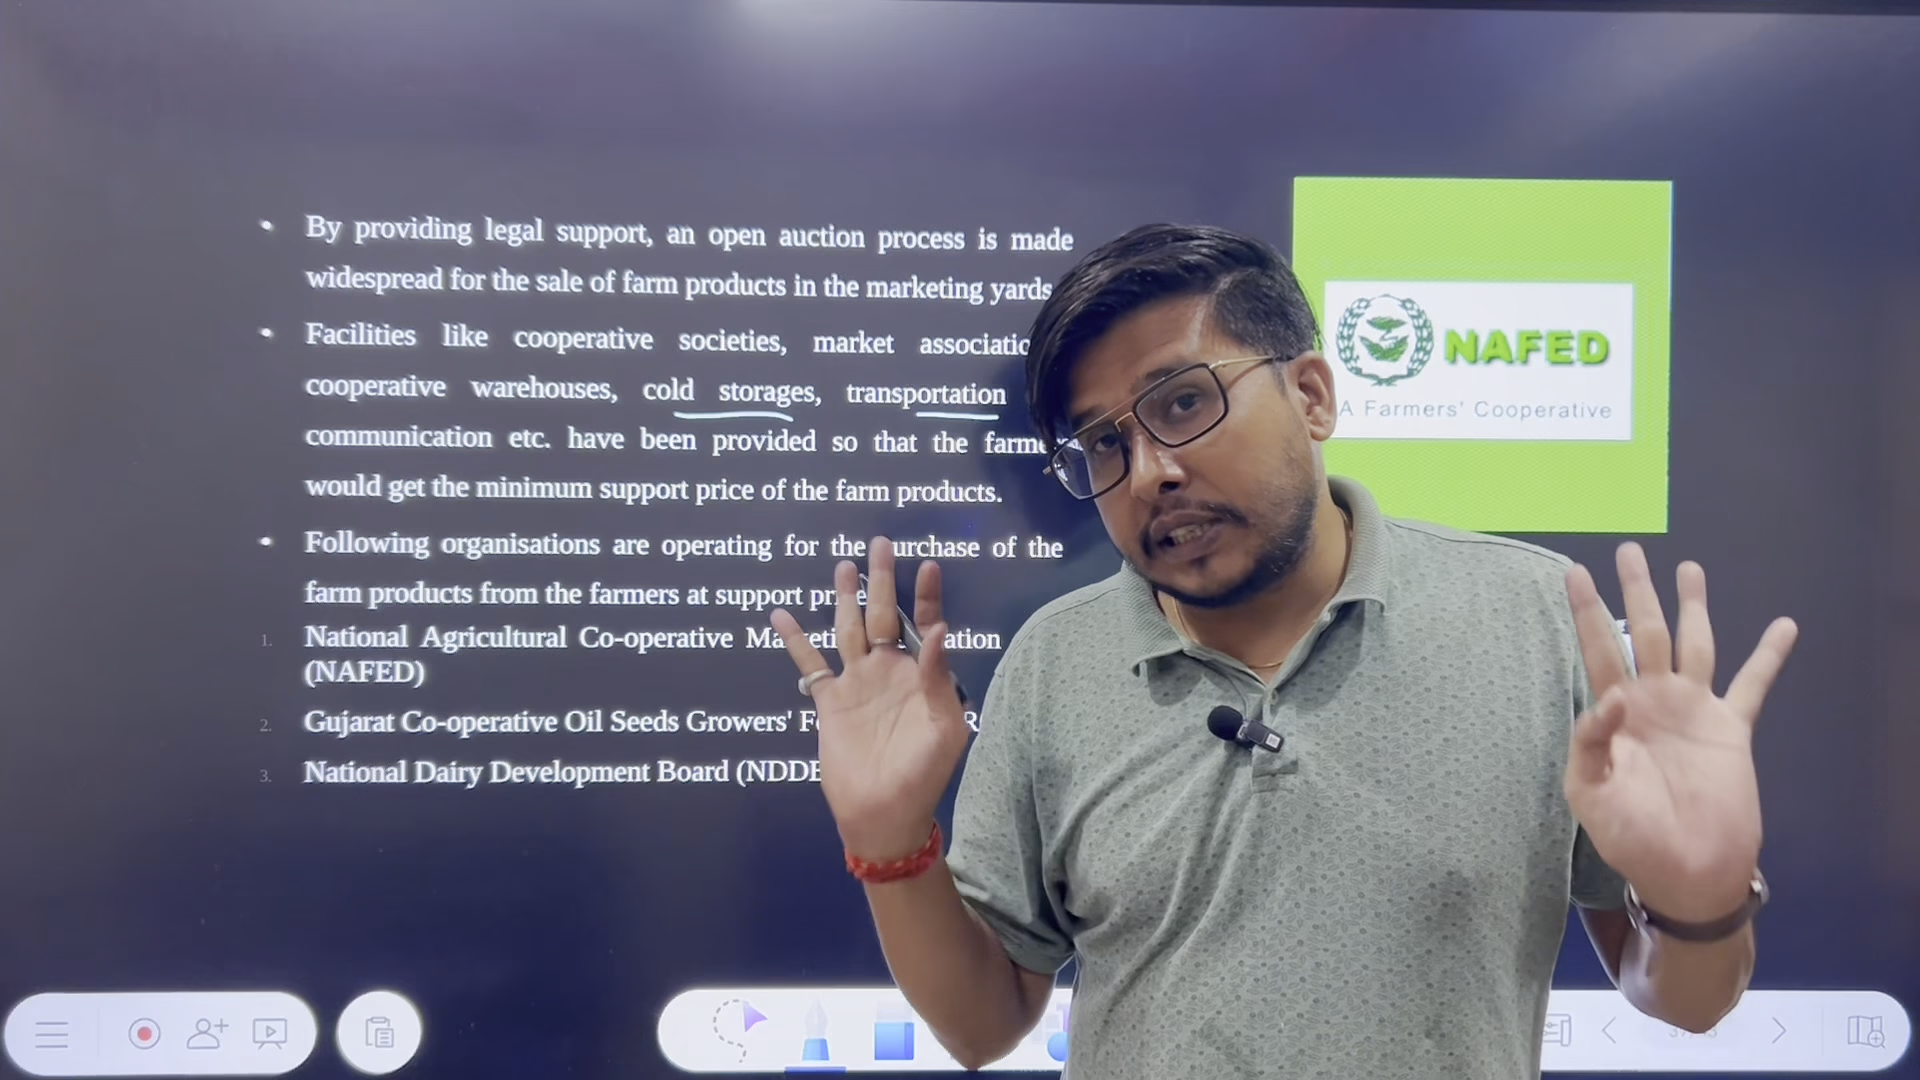 • By providing legal support, an open auction process is made
widespread for the sale of farm products in the marketing yards
• Facilities like cooperative societies, market
cooperative warehouses, cold storages, transportation
communication etc. have been provided so that the
would get the minimum support price of the farm products.
• Following organisations are operating for the of the
farm products from the farmers at support
1. National Agricultural Co-operative
(NAFED)
2. Gujarat Co-operative Oil Seeds Growers'
3. National Dairy Development Board
NAFED
A Farmers' Cooperative